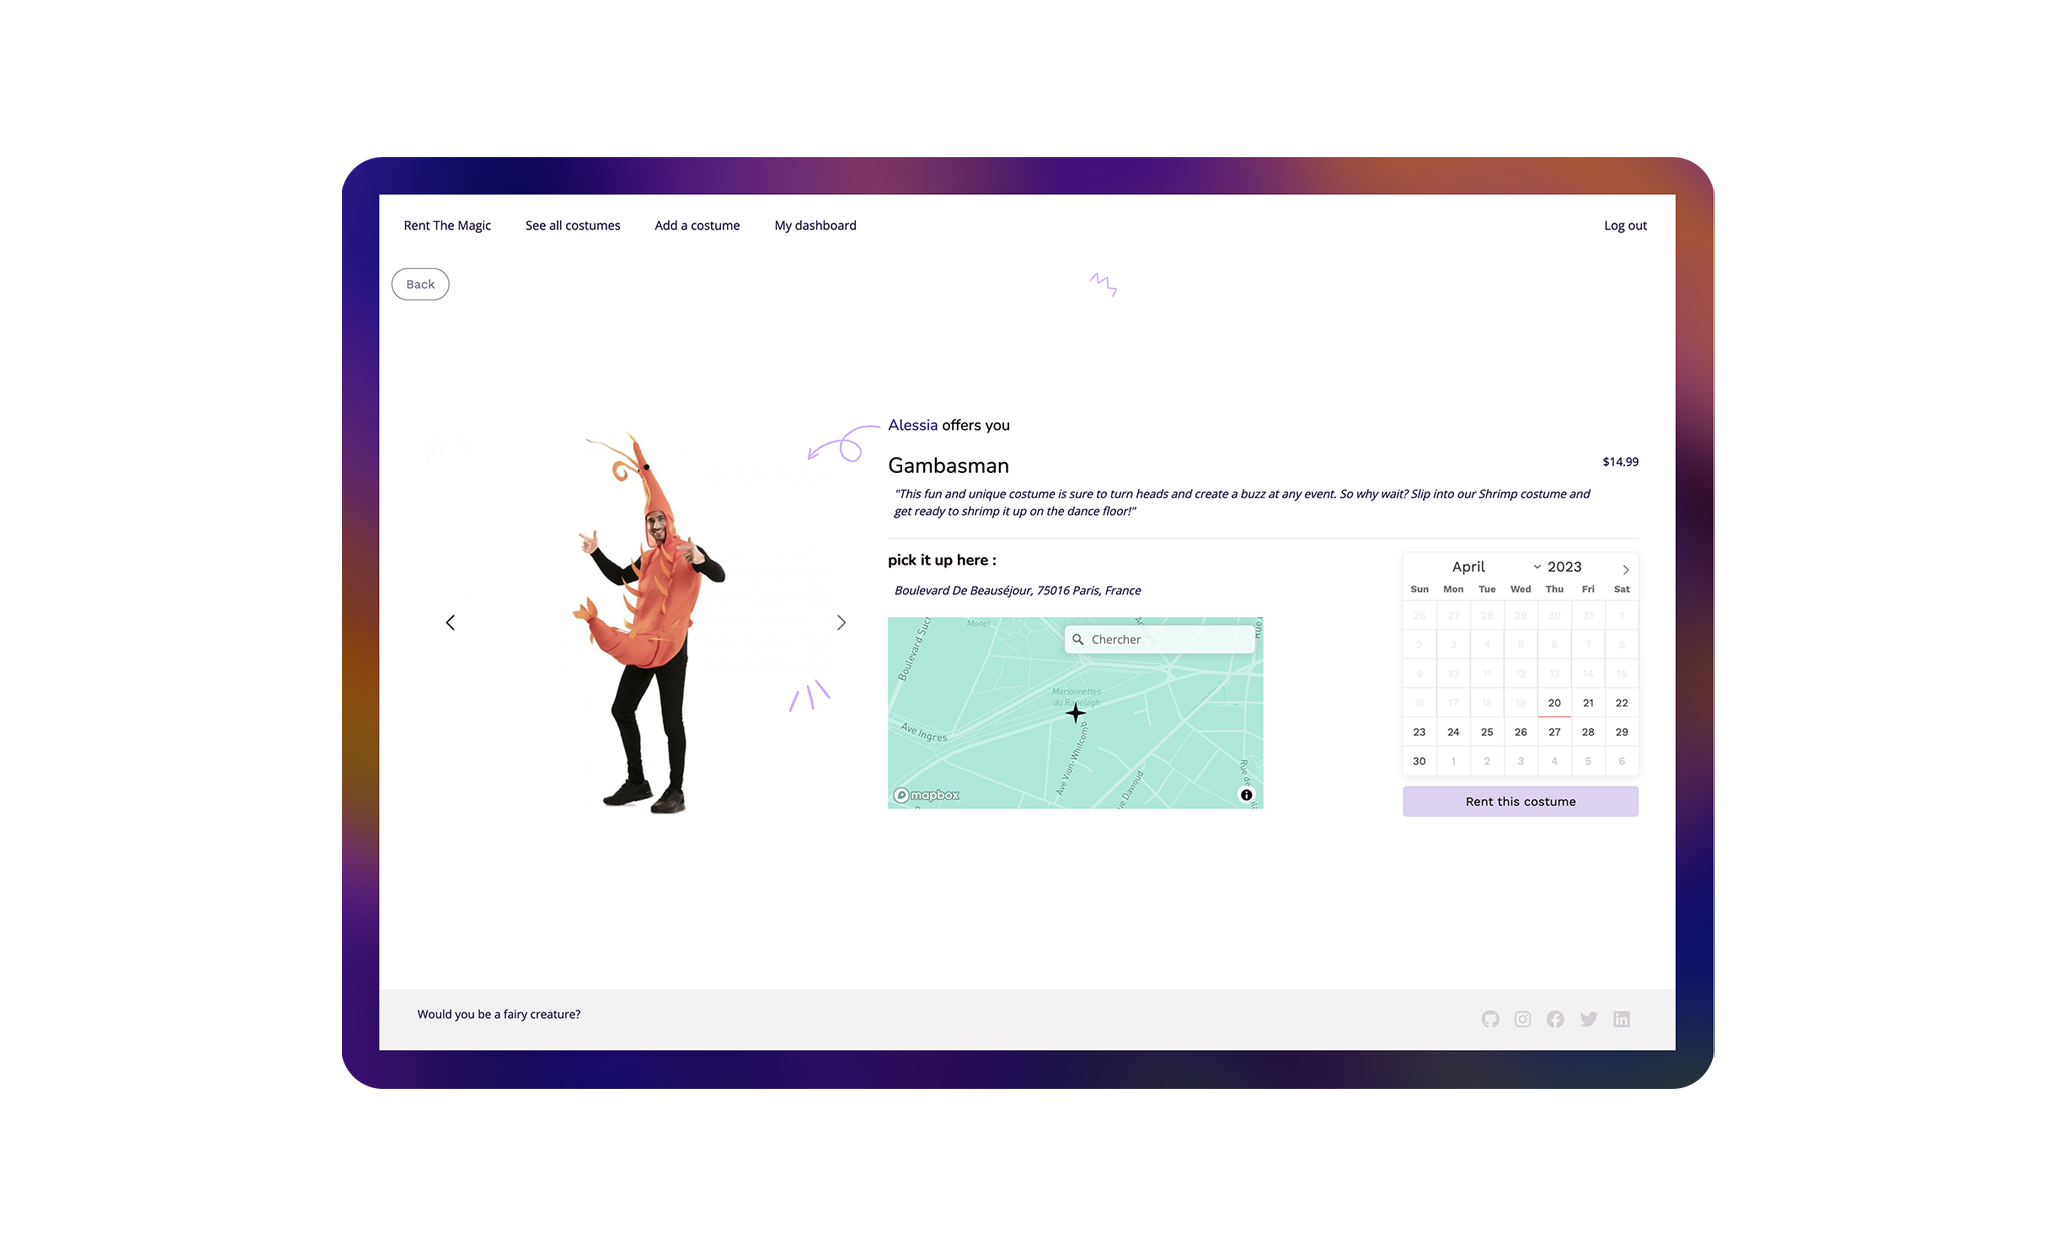 Rent The Magic
See all costumes
Add a costume
My dashboard
Log out
Back
Alessia offers you
Gambasman
$14.99
"This fun and unique costume is sure to turn heads and create a buzz at any event. So why wait? Slip into our Shrimp costume and
get ready to shrimp it up on the dance floor!"
pick it up here :
Boulevard De Beauséjour, 75016 Paris, France
Monet
Chercher
Marionnettes
du Ranelagh
Ave Ingres
Ave Vion-Whitcomb
mapbox
April 2023
Sun Mon Tue Wed Thu Fri Sat
26 27 28 29 30 31 1
2 3 4 5 6 7 8
9 10 11 12 13 14 15
16 17 18 19 20 21 22
23 24 25 26 27 28 29
30 1 2 3 4 5 6
Rent this costume
Would you be a fairy creature?